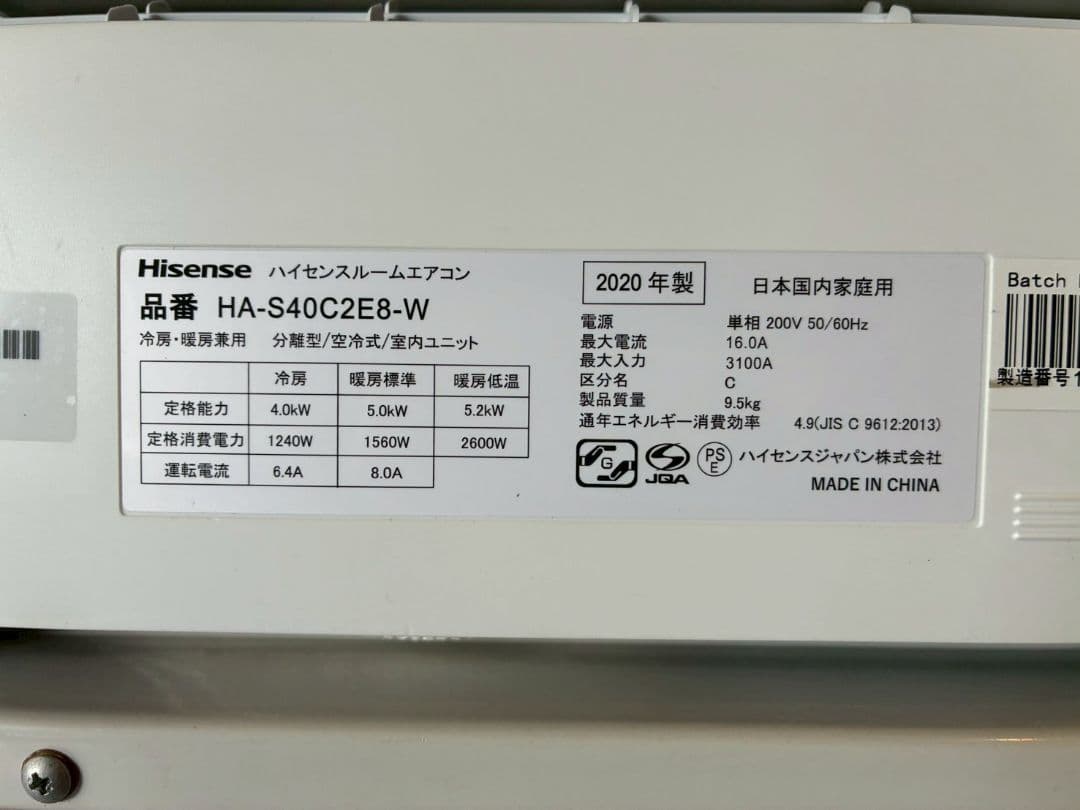 Hisense ハイセンスルームエアコン
品番 HA-S40C2E8-W
冷房・暖房兼用 分離型/空冷式/室内ユニット
冷房 暖房標準 暖房低温
定格能力 4.0kW 5.0kW 5.2kW
定格消費電力 1240W 1560W 2600W
運転電流 6.4A 8.0A
2020年製 日本国内家庭用
電源 単相 200V 50/60Hz
最大電流 16.0A
最大入力 3100A
区分名 C
製品質量 9.5kg
通年エネルギー消費効率 4.9(JIS C 9612:2013)
G JQA PS E ハイセンスジャパン株式会社
MADE IN CHINA
Batch
製造番号